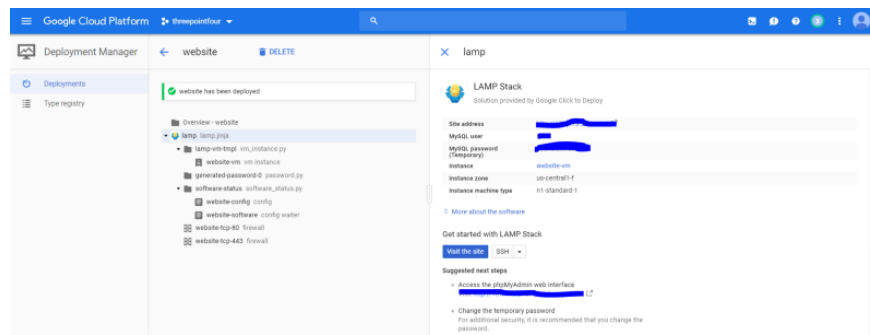 Google Cloud Platform
threepointfour
Deployment Manager
Deployments
Type registry
website
DELETE
website has been deployed
Overview - website
lamp lamp.jinja
lamp-vm-tmpl vm_instance.py
website-vm vm instance
generated-password-0 password.py
software-status software_status.py
website-config config
website-software config waiter
website-tcp-80 firewall
website-tcp-443 firewall
lamp
LAMP Stack
Solution provided by Google Click to Deploy
Site address
MySQL user
MySQL password
(Temporary)
Instance website-vm
Instance zone us-central1-f
Instance machine type n1-standard-1
More about the software
Get started with LAMP Stack
Visit the site SSH
Suggested next steps
Access the phpMyAdmin web interface
Change the temporary password
For additional security, it is recommended that you change the
password.